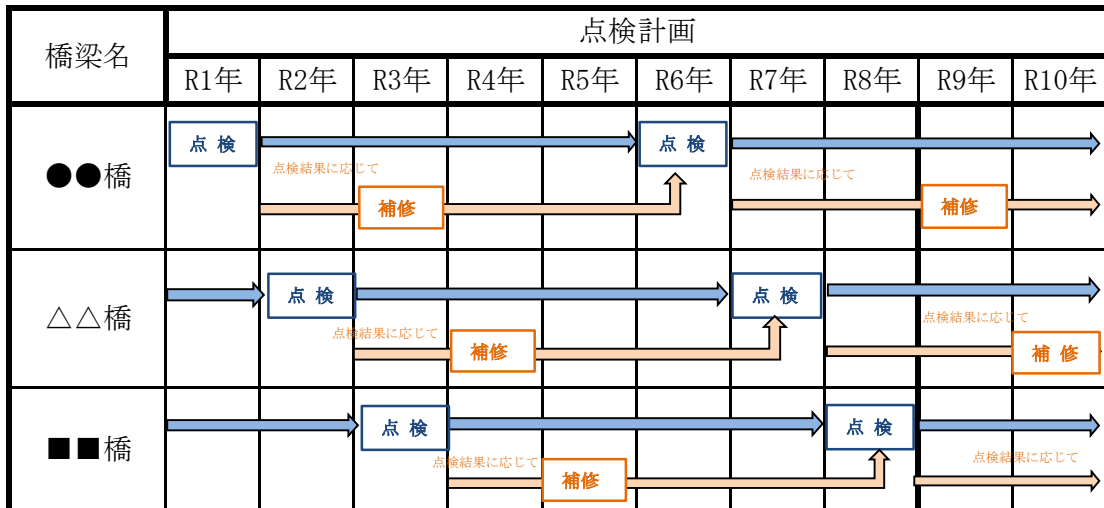 橋梁名
点検計画
R1年 R2年 R3年 R4年 R5年 R6年 R7年 R8年 R9年 R10年
●●橋
点 検
点 検
点検結果に応じて
点検結果に応じて
補修
補修
△△橋
点 検
点 検
点検結果に応じて
点検結果に応じて
補修
補 修
■■橋
点 検
点 検
点検結果に応じて
点検結果に応じて
補修